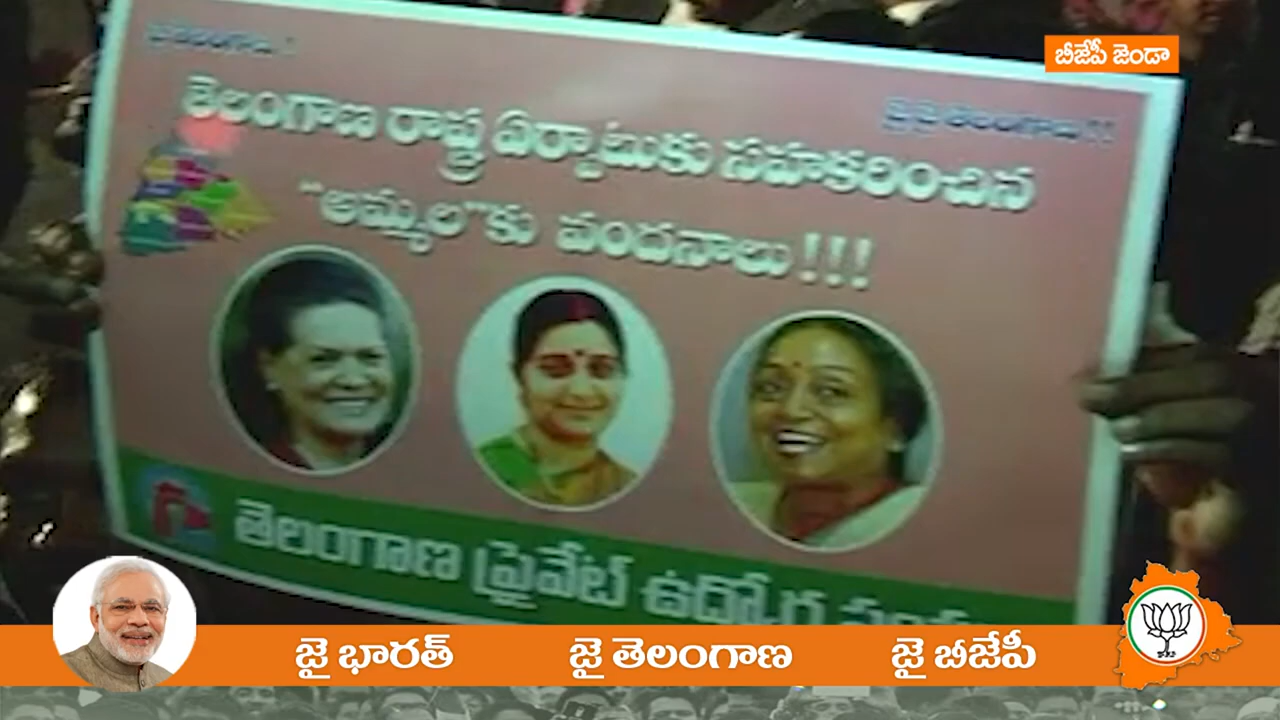 బీజేపీ జెండా
జై తెలంగాణ !
జై జై తెలంగాణ !!
తెలంగాణ రాష్ట్ర ఏర్పాటుకు సహకరించిన
"అమ్మల"కు వందనాలు !!!
తెలంగాణ ప్రైవేట్ ఉద్యోగ
జై భారత్ జై తెలంగాణ జై బీజేపీ